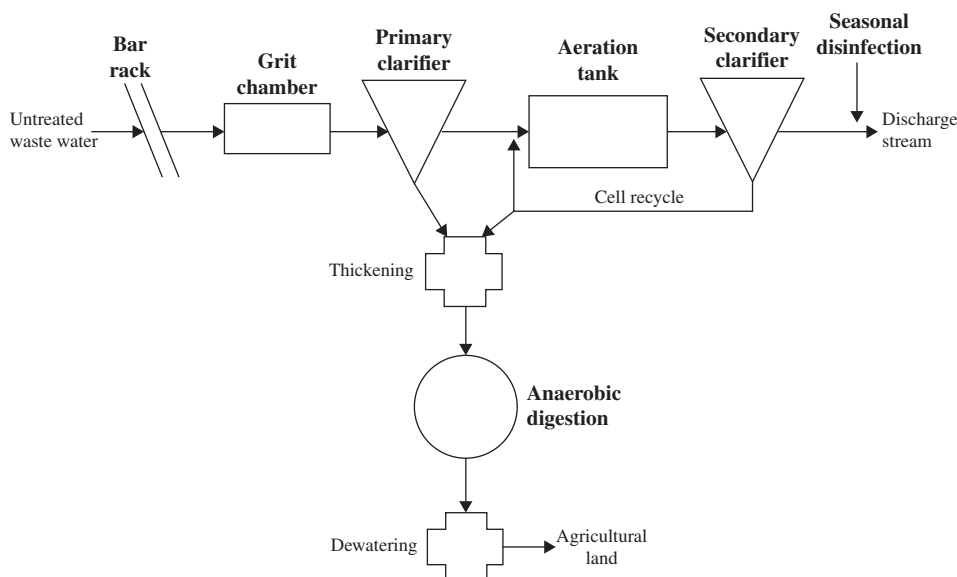 Bar
rack
Grit
chamber
Primary
clarifier
Aeration
tank
Secondary
clarifier
Seasonal
disinfection
Untreated
waste water
Discharge
stream
Cell recycle
Thickening
Anaerobic
digestion
Dewatering
Agricultural
land